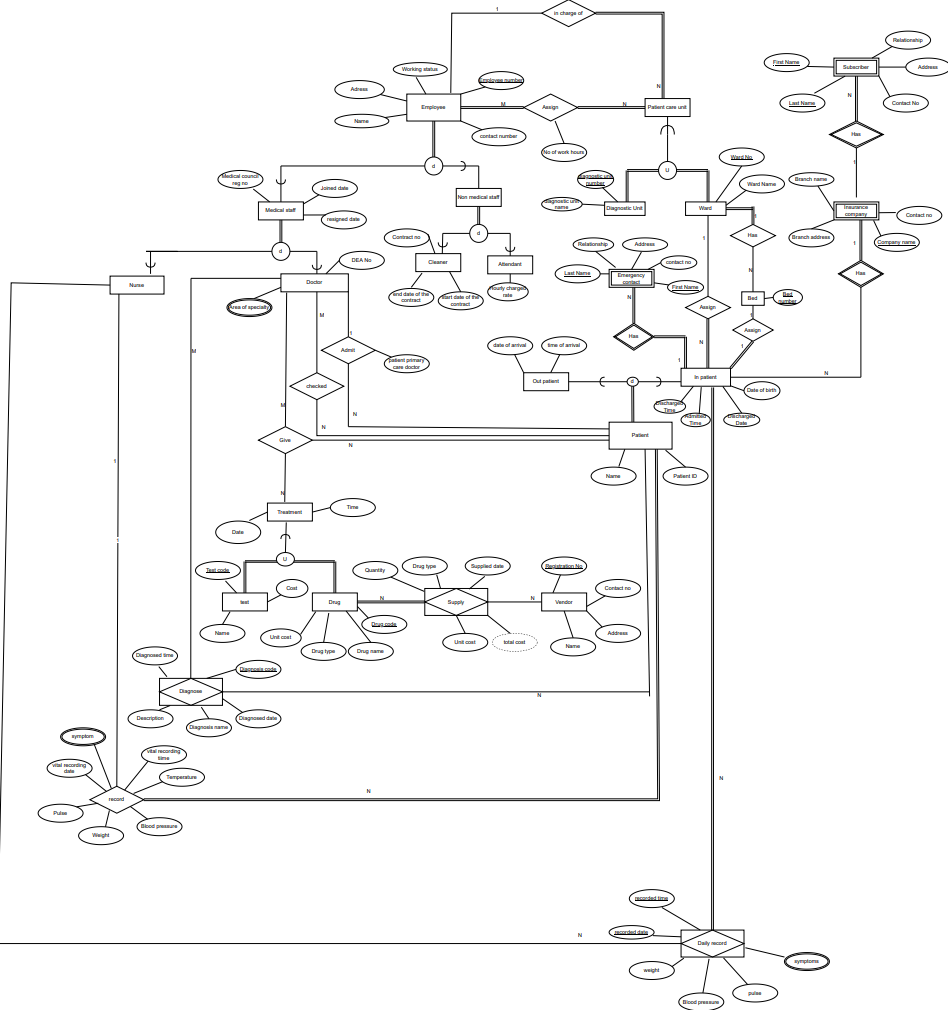 t
in charge of
N
Relationship
First Name
Subscriber
Address
Last Name
Contact No
N
Has
t
Working status
Adress
Employee number
Name
Employee
M
Assign
N
Patient care unit
contact number
No of work hours
d
U
Medical council
reg no
Joined date
Medical staff
resigned date
Non medical staff
diagnostic unit
number
diagnostic unit
name
Diagnostic Unit
Ward No
Ward
Ward Name
t
Has
N
Branch name
Insurance
company
Contact no
Branch address
Company name
t
Has
N
d
DEA No
Nurse
Doctor
Area of specialty
Contract no
d
Cleaner
Attendant
end date of the
contract
start date of the
contract
Hourly charged
rate
Relationship
Address
Last Name
Emergency
contact
contact no
First Name
N
Has
t
t
Assign
N
Bed
Bed
number
t
Assign
t
M
M
t
Admit
patient primary
care doctor
checked
M
N
N
N
Give
N
date of arrival
time of arrival
Out patient
d
In patient
Date of birth
Discharged
Time
Admitted
Time
Discharged
Date
Patient
Name
Patient ID
t
t
Treatment
Time
Date
U
Test code
Cost
test
Name
Drug
Unit cost
Drug type
Drug name
Drug code
N
Quantity
Drug type
Supplied date
Supply
Unit cost
total cost
N
Registration No
Vendor
Contact no
Address
Name
Diagnosed time
Diagnosis code
Diagnose
N
Description
Diagnosis name
Diagnosed date
symptom
vital recording
date
vital recording
time
Temperature
record
N
Pulse
Weight
Blood pressure
N
recorded time
recorded date
N
Daily record
symptoms
weight
Blood pressure
pulse